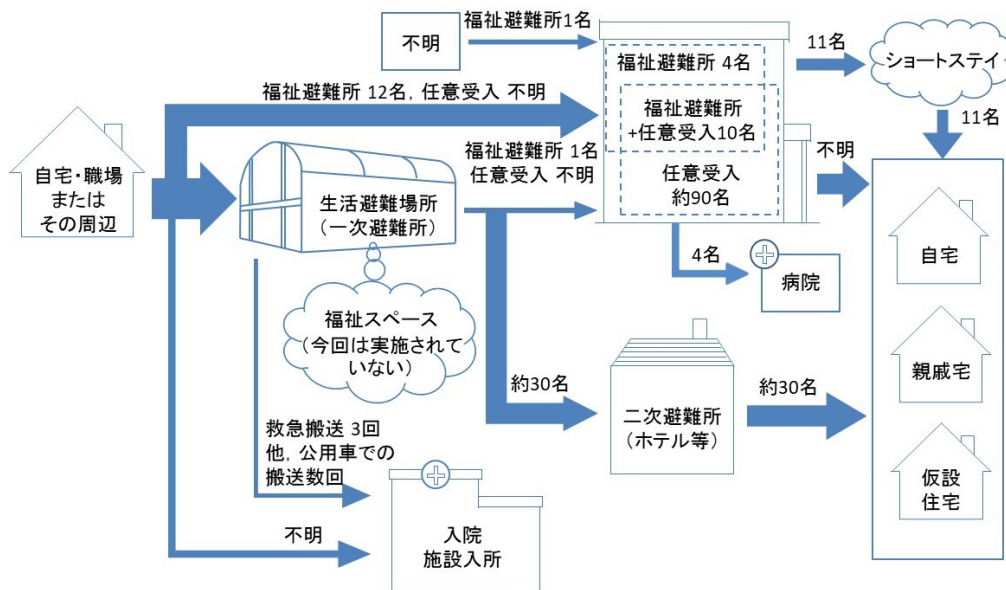 不明
福祉避難所1名
福祉避難所 12名, 任意受入 不明
自宅・職場
または
その周辺
生活避難場所
（一次避難所）
福祉スペース
（今回は実施されて
いない）
福祉避難所 1名
任意受入 不明
福祉避難所 4名
福祉避難所
+任意受入10名
任意受入
約90名
11名
ショートステイ
11名
不明
4名
病院
約30名
二次避難所
（ホテル等）
約30名
自宅
親戚宅
仮設
住宅
救急搬送 3回
他, 公用車での
搬送数回
不明
入院
施設入所